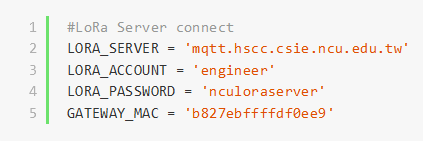 1 #LoRa Server connect
2 LORA_SERVER = 'mqtt.hscc.csie.ncu.edu.tw'
3 LORA_ACCOUNT = 'engineer'
4 LORA_PASSWORD = 'nculoraserver'
5 GATEWAY_MAC = 'b827ebffffdf0ee9'